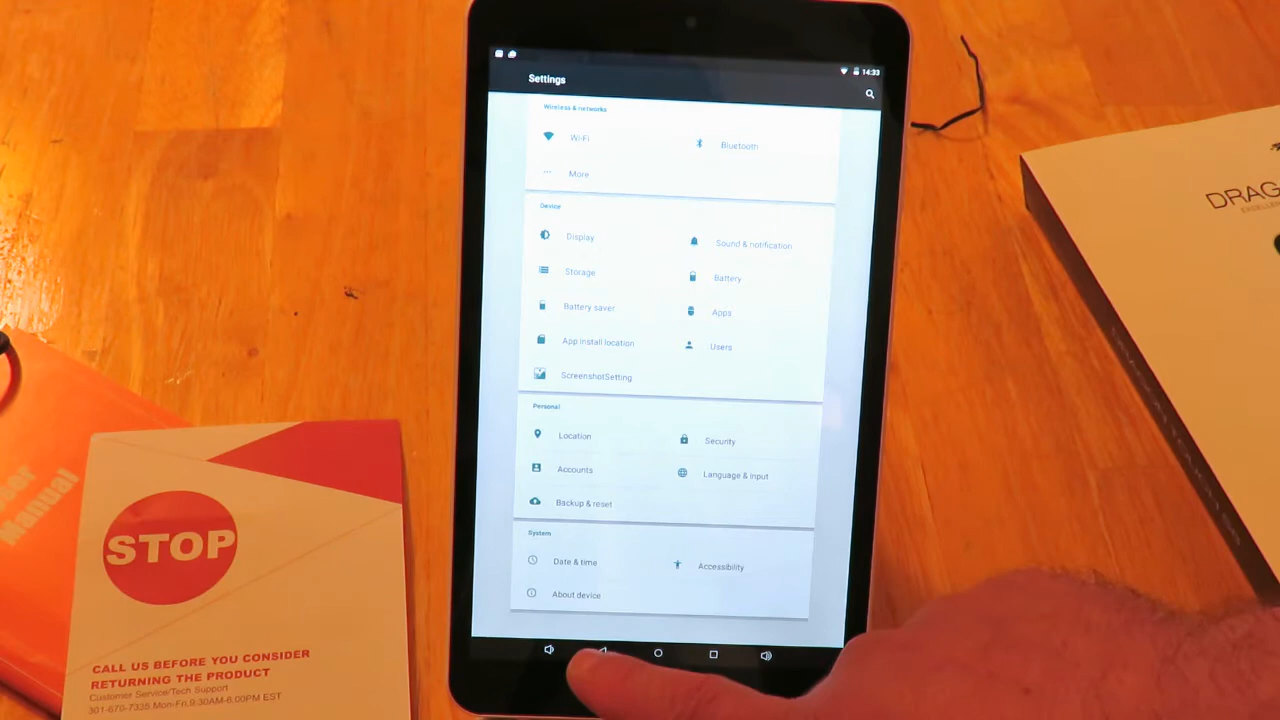 14:33
Settings
Wireless & networks
Wi-Fi
Bluetooth
More
Device
Display
Sound & notification
Storage
Battery
Battery saver
Apps
App install location
Users
ScreenshotSetting
Personal
Location
Security
Accounts
Language & input
Backup & reset
System
Date & time
Accessibility
About device
Manual
STOP
CALL US BEFORE YOU CONSIDER
RETURNING THE PRODUCT
Customer Service/Tech Support
301-670-7335 Mon-Fri,9:30AM-6:00PM EST
DRAG